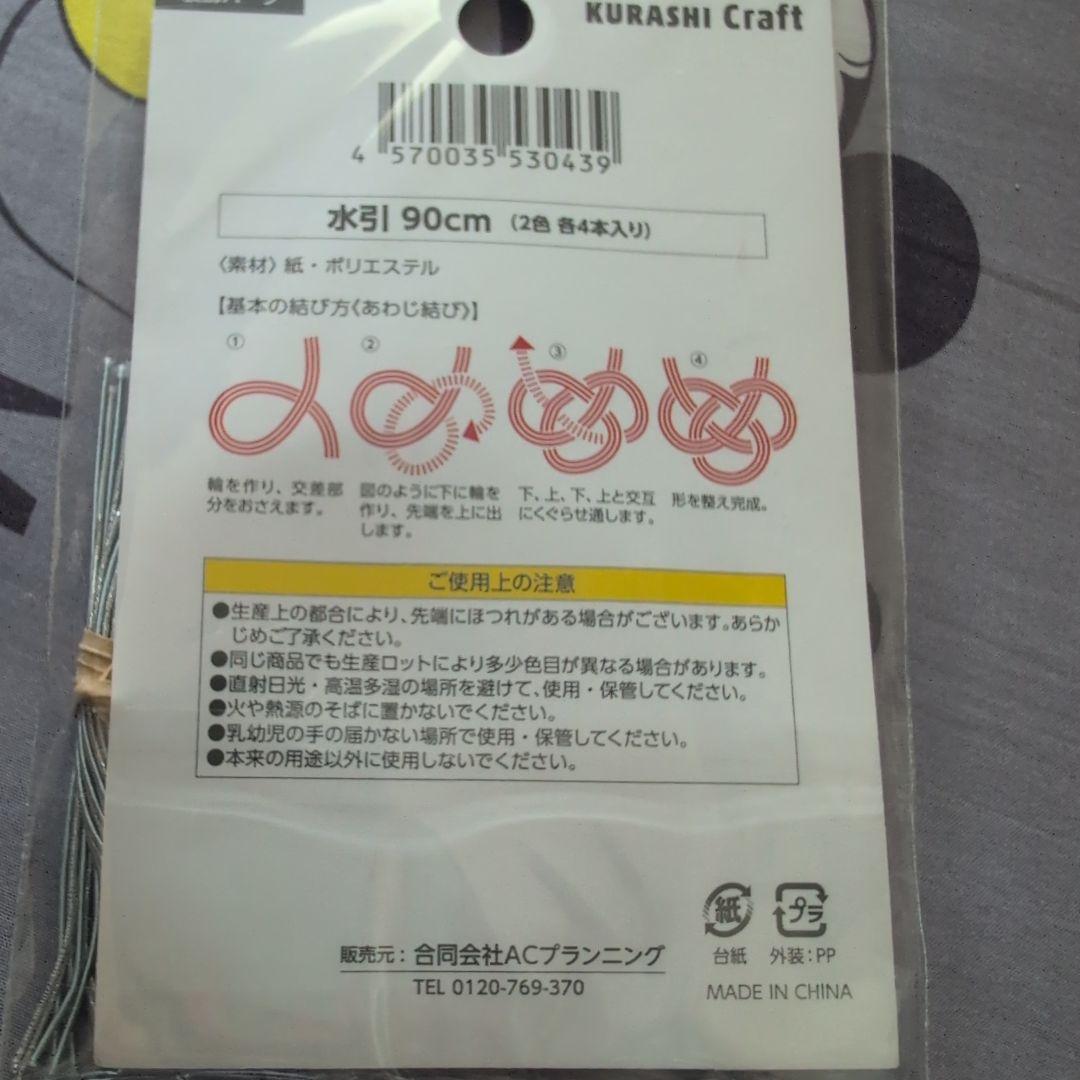 KURASHI Craft
4 570035 530439
水引 90cm (2色 各4本入り)
〈素材〉紙・ポリエステル
【基本の結び方〈あわじ結び〉】
① ② ③ ④
輪を作り、交差部
分をおさえます。
図のように下に輪を
作り、先端を上に出
します。
下、上、下、上と交互
にくぐらせ通します。
形を整え完成。
ご使用上の注意
●生産上の都合により、先端にほつれがある場合がございます。あらか
じめご了承ください。
●同じ商品でも生産ロットにより多少色目が異なる場合があります。
●直射日光・高温多湿の場所を避けて、使用・保管してください。
●火や熱源のそばに置かないでください。
●乳幼児の手の届かない場所で使用・保管してください。
●本来の用途以外に使用しないでください。
紙 プラ
台紙 外装:PP
販売元:合同会社ACプランニング
TEL 0120-769-370
MADE IN CHINA